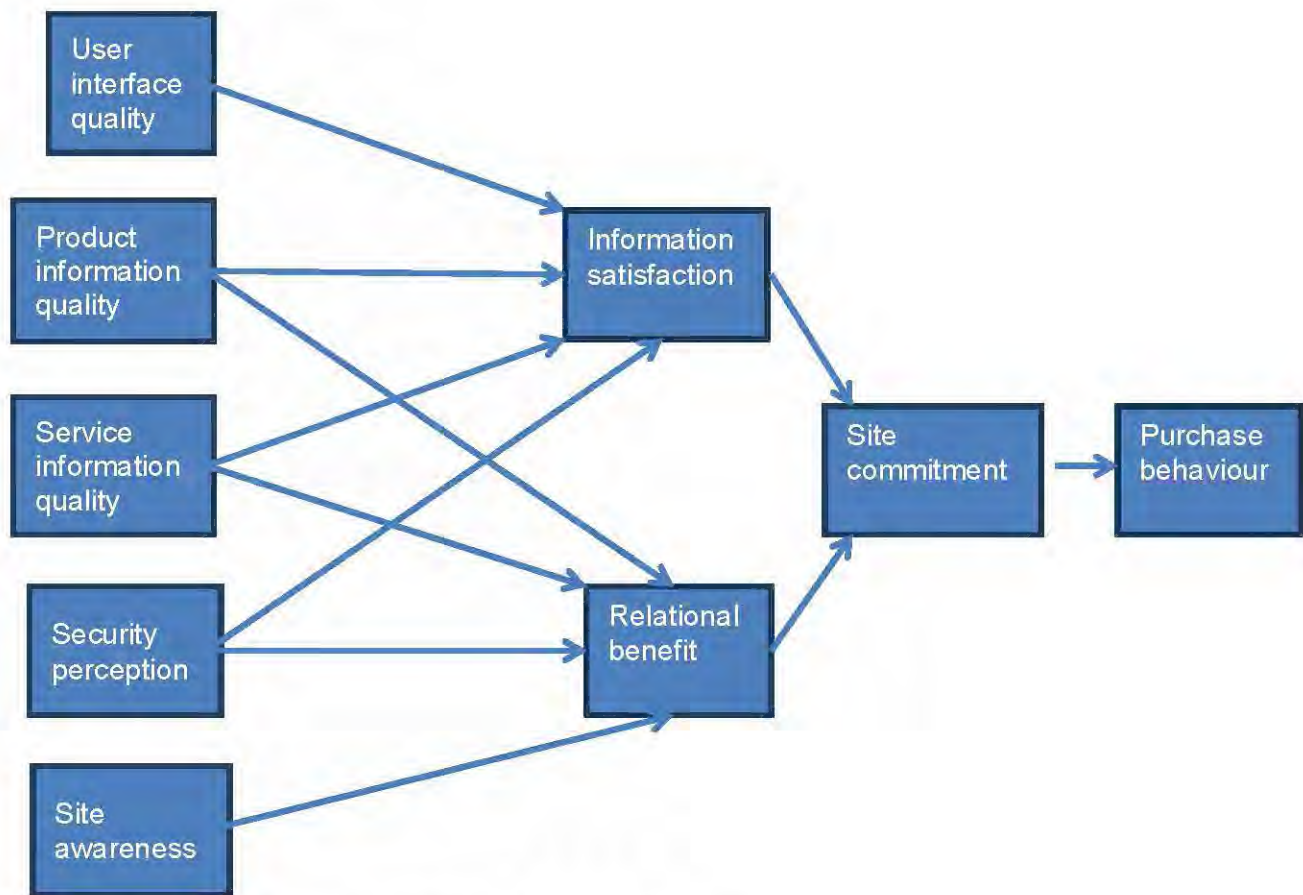 User
interface
quality
Product
information
quality
Service
information
quality
Security
perception
Site
awareness
Information
satisfaction
Relational
benefit
Site
commitment
Purchase
behaviour